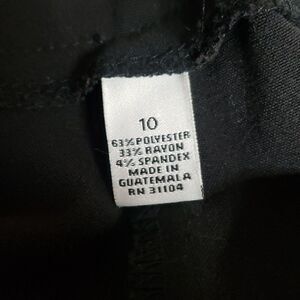 10
63% POLYESTER
33% RAYON
4% SPANDEX
MADE IN
GUATEMALA
RN 31104